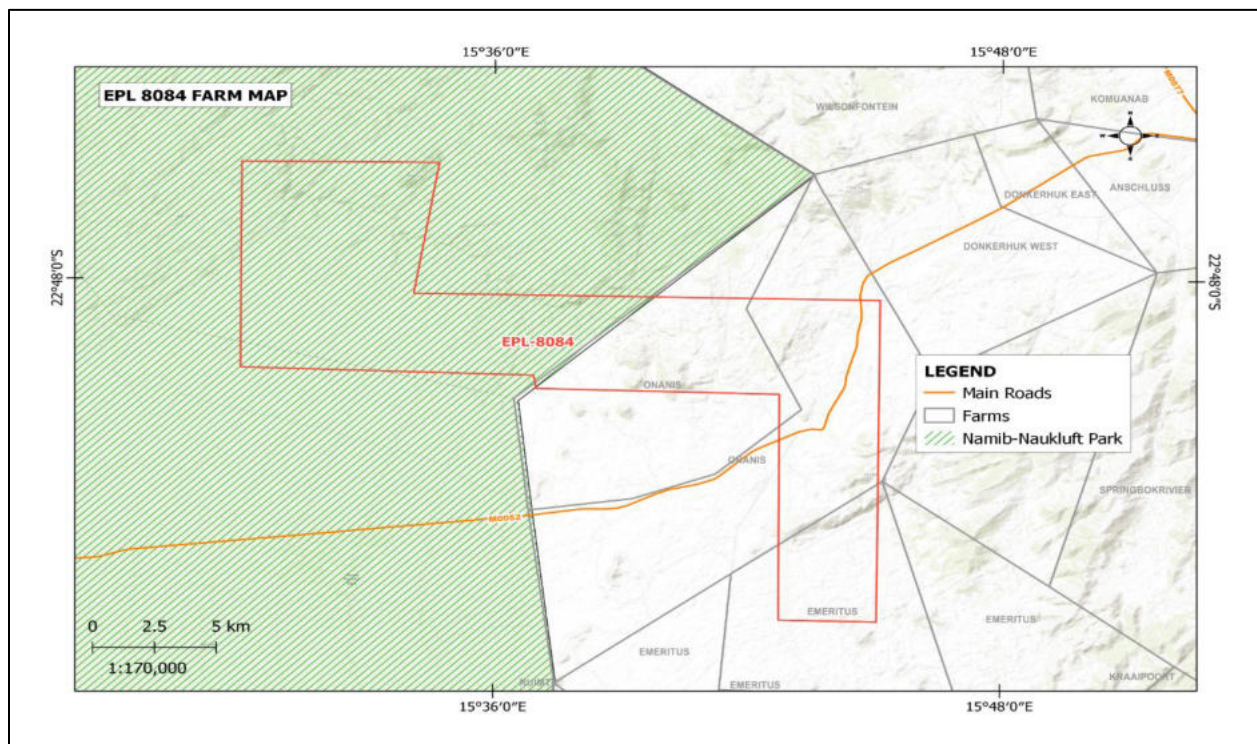 15°36'0"E
15°48'0"E
EPL 8084 FARM MAP
M0077
KOMUANAB
WILSONFONTEIN
N
W
E
S
DONKERHUK EAST
ANSCHLUSS
DONKERHUK WEST
22°48'0"S
22°48'0"S
EPL-8084
ONANIS
LEGEND
Main Roads
Farms
Namib-Naukluft Park
ONANIS
SPRINGBOKRIVIER
M0052
0 2.5 5 km
1:170,000
EMERITUS
EMERITUS
EMERITUS
KRAAIPOORT
EMERITUS
15°36'0"E
15°48'0"E